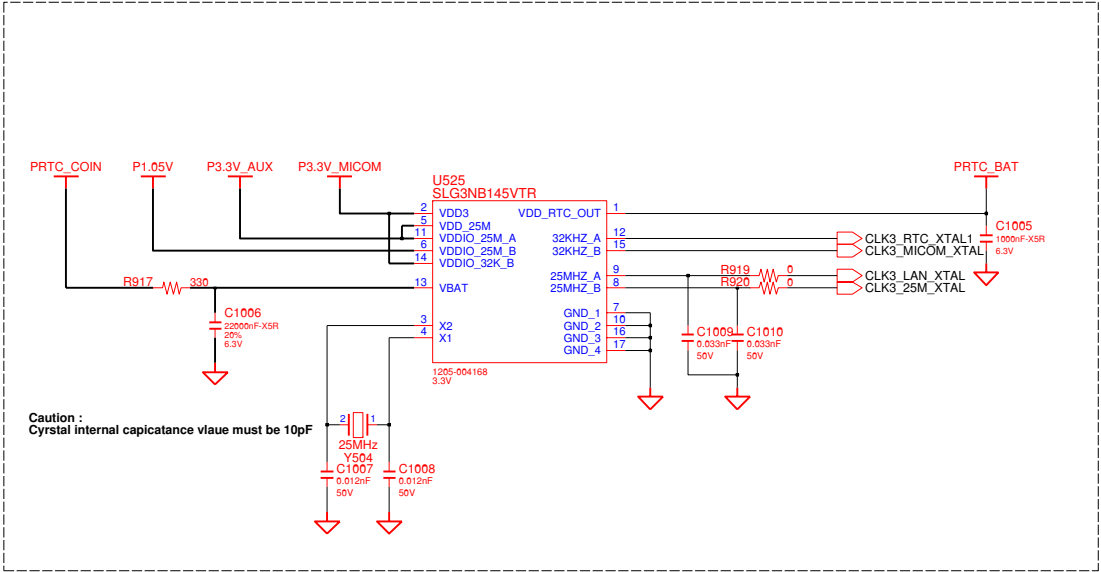 PRTC_COIN
P1.05V
P3.3V_AUX
P3.3V_MICOM
PRTC_BAT
U525
SLG3NB145VTR
2 VDD3
5 VDD_25M
11 VDDIO_25M_A
6 VDDIO_25M_B
14 VDDIO_32K_B
13 VBAT
3 X2
4 X1
VDD_RTC_OUT 1
32KHZ_A 12
32KHZ_B 15
25MHZ_A 9
25MHZ_B 8
GND_1 7
GND_2 10
GND_3 16
GND_4 17
1205-004168
3.3V
CLK3_RTC_XTAL1
CLK3_MICOM_XTAL
R919 0
CLK3_LAN_XTAL
R920 0
CLK3_25M_XTAL
C1005
1000nF-X5R
6.3V
R917 330
C1006
22000nF-X5R
20%
6.3V
C1009
0.033nF
50V
C1010
0.033nF
50V
Caution :
Cyrstal internal capicatance vlaue must be 10pF
2 1
25MHz
Y504
C1007
0.012nF
50V
C1008
0.012nF
50V